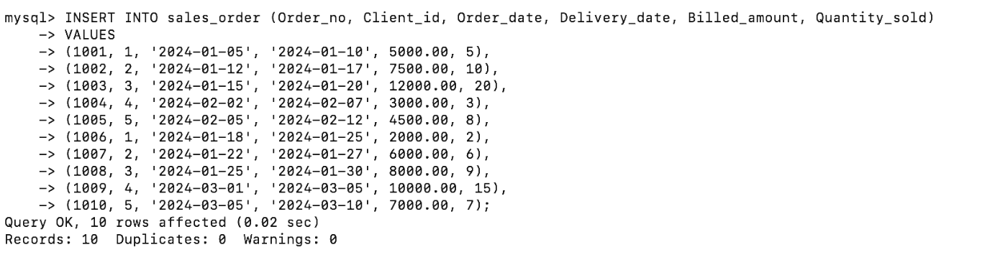 mysql> INSERT INTO sales_order (Order_no, Client_id, Order_date, Delivery_date, Billed_amount, Quantity_sold)
    -> VALUES
    -> (1001, 1, '2024-01-05', '2024-01-10', 5000.00, 5),
    -> (1002, 2, '2024-01-12', '2024-01-17', 7500.00, 10),
    -> (1003, 3, '2024-01-15', '2024-01-20', 12000.00, 20),
    -> (1004, 4, '2024-02-02', '2024-02-07', 3000.00, 3),
    -> (1005, 5, '2024-02-05', '2024-02-12', 4500.00, 8),
    -> (1006, 1, '2024-01-18', '2024-01-25', 2000.00, 2),
    -> (1007, 2, '2024-01-22', '2024-01-27', 6000.00, 6),
    -> (1008, 3, '2024-01-25', '2024-01-30', 8000.00, 9),
    -> (1009, 4, '2024-03-01', '2024-03-05', 10000.00, 15),
    -> (1010, 5, '2024-03-05', '2024-03-10', 7000.00, 7);
Query OK, 10 rows affected (0.02 sec)
Records: 10  Duplicates: 0  Warnings: 0